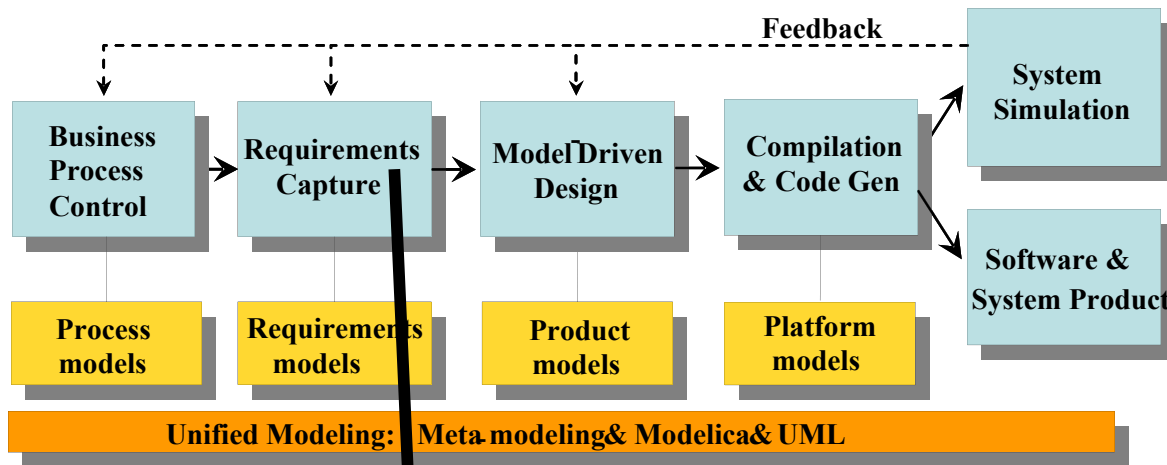 Feedback
System
Simulation
Business
Process
Control
Requirements
Capture
Model-Driven
Design
Compilation
& Code Gen
Software &
System Product
Process
models
Requirements
models
Product
models
Platform
models
Unified Modeling: Meta-modeling& Modelica& UML